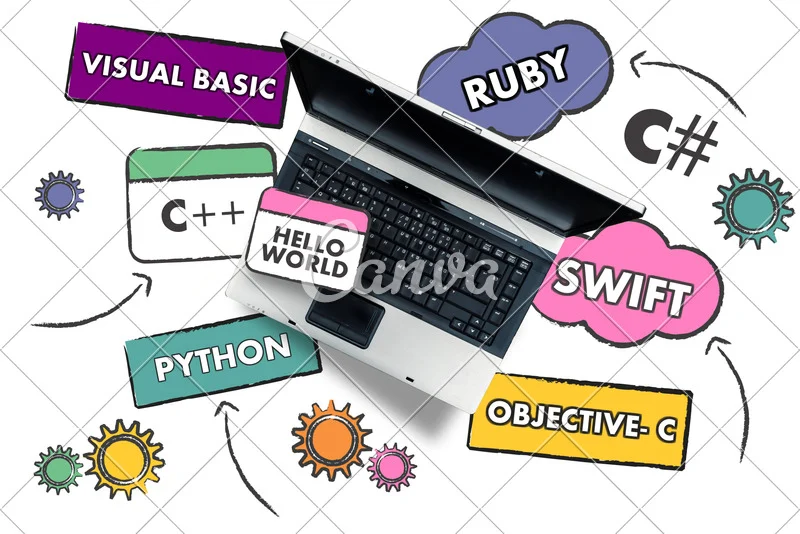 VISUAL BASIC
RUBY
C#
C++
HELLO
WORLD
Canva
SWIFT
PYTHON
OBJECTIVE- C